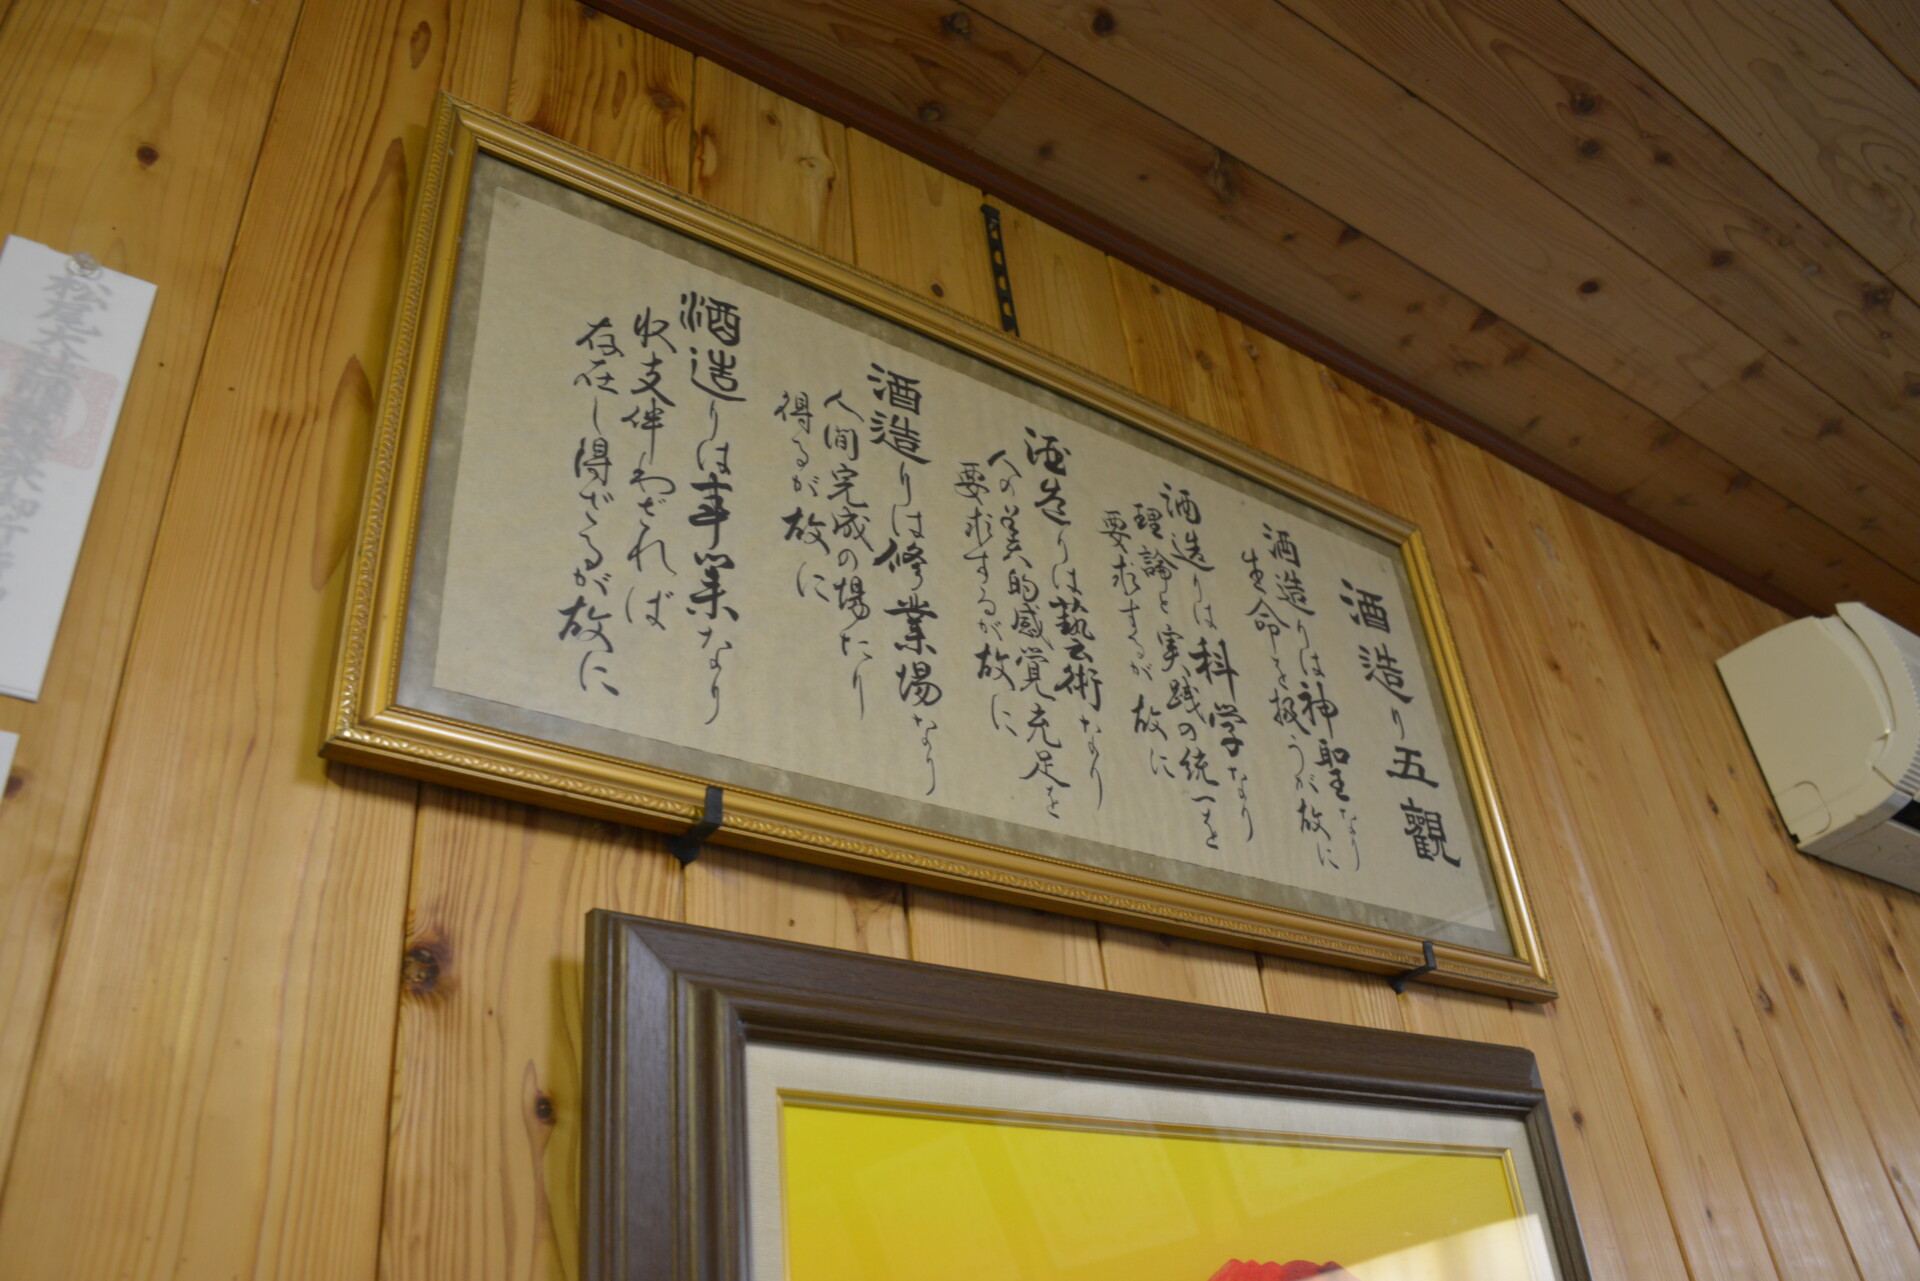 酒造り五觀
酒造りは神聖なり
生命を扱うが故に
酒造りは科学なり
理論と実践の統一を
要求するが故に
酒造りは藝術なり
人の美的感覚充足を
要求するが故に
酒造りは修業場なり
人間完成の場たり
得るが故に
酒造りは事業なり
收支伴わざれば
存在し得ざるが故に
松尾大社